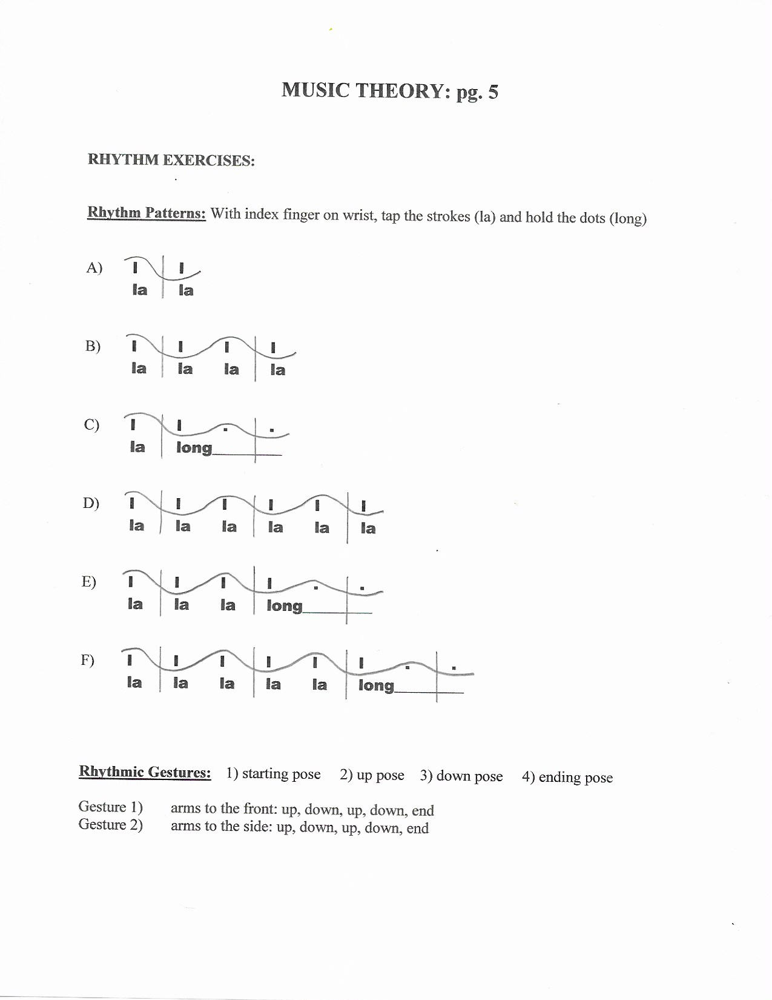 MUSIC THEORY: pg. 5
RHYTHM EXERCISES:
Rhythm Patterns: With index finger on wrist, tap the strokes (la) and hold the dots (long)
A) I I
la la
B) I I I I
la la la la
C) I I . .
la long______
D) I I I I I I
la la la la la la
E) I I I I . .
la la la long______
F) I I I I I I . .
la la la la la long______
Rhythmic Gestures: 1) starting pose 2) up pose 3) down pose 4) ending pose
Gesture 1) arms to the front: up, down, up, down, end
Gesture 2) arms to the side: up, down, up, down, end